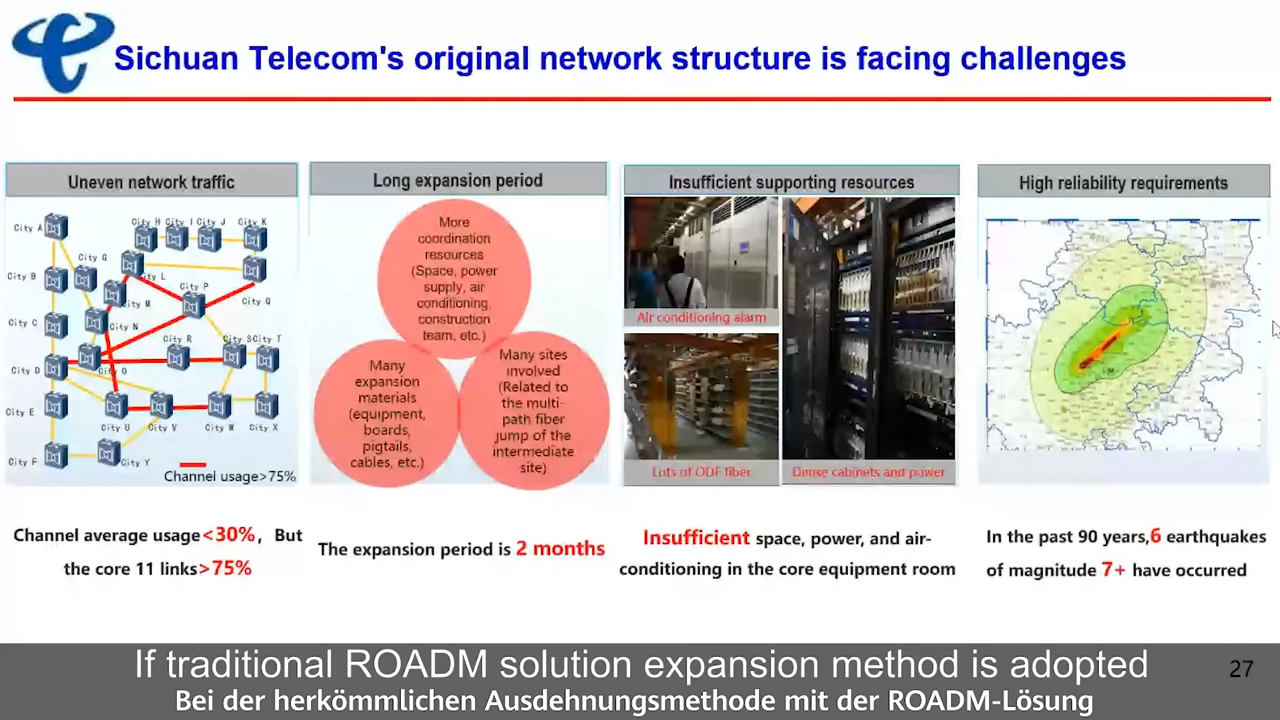 Sichuan Telecom's original network structure is facing challenges
Uneven network traffic
City A
City B
City C
City D
City E
City F
City G
City H
City I
City J
City K
City L
City M
City N
City O
City P
City Q
City R
City S
City T
City U
City V
City W
City X
City Y
Channel usage>75%
Channel average usage<30%, But
the core 11 links>75%
Long expansion period
More
coordination
resources
(Space, power
supply, air
conditioning,
construction
team, etc.)
Many
expansion
materials
(equipment,
boards,
pigtails,
cables, etc.)
Many sites
involved
(Related to
the multi-
path fiber
jump of the
intermediate
site)
The expansion period is 2 months
Insufficient supporting resources
Air conditioning alarm
Lots of ODF fiber
Dense cabinets and power
Insufficient space, power, and air-
conditioning in the core equipment room
High reliability requirements
In the past 90 years,6 earthquakes
of magnitude 7+ have occurred
If traditional ROADM solution expansion method is adopted
27
Bei der herkömmlichen Ausdehnungsmethode mit der ROADM-Lösung